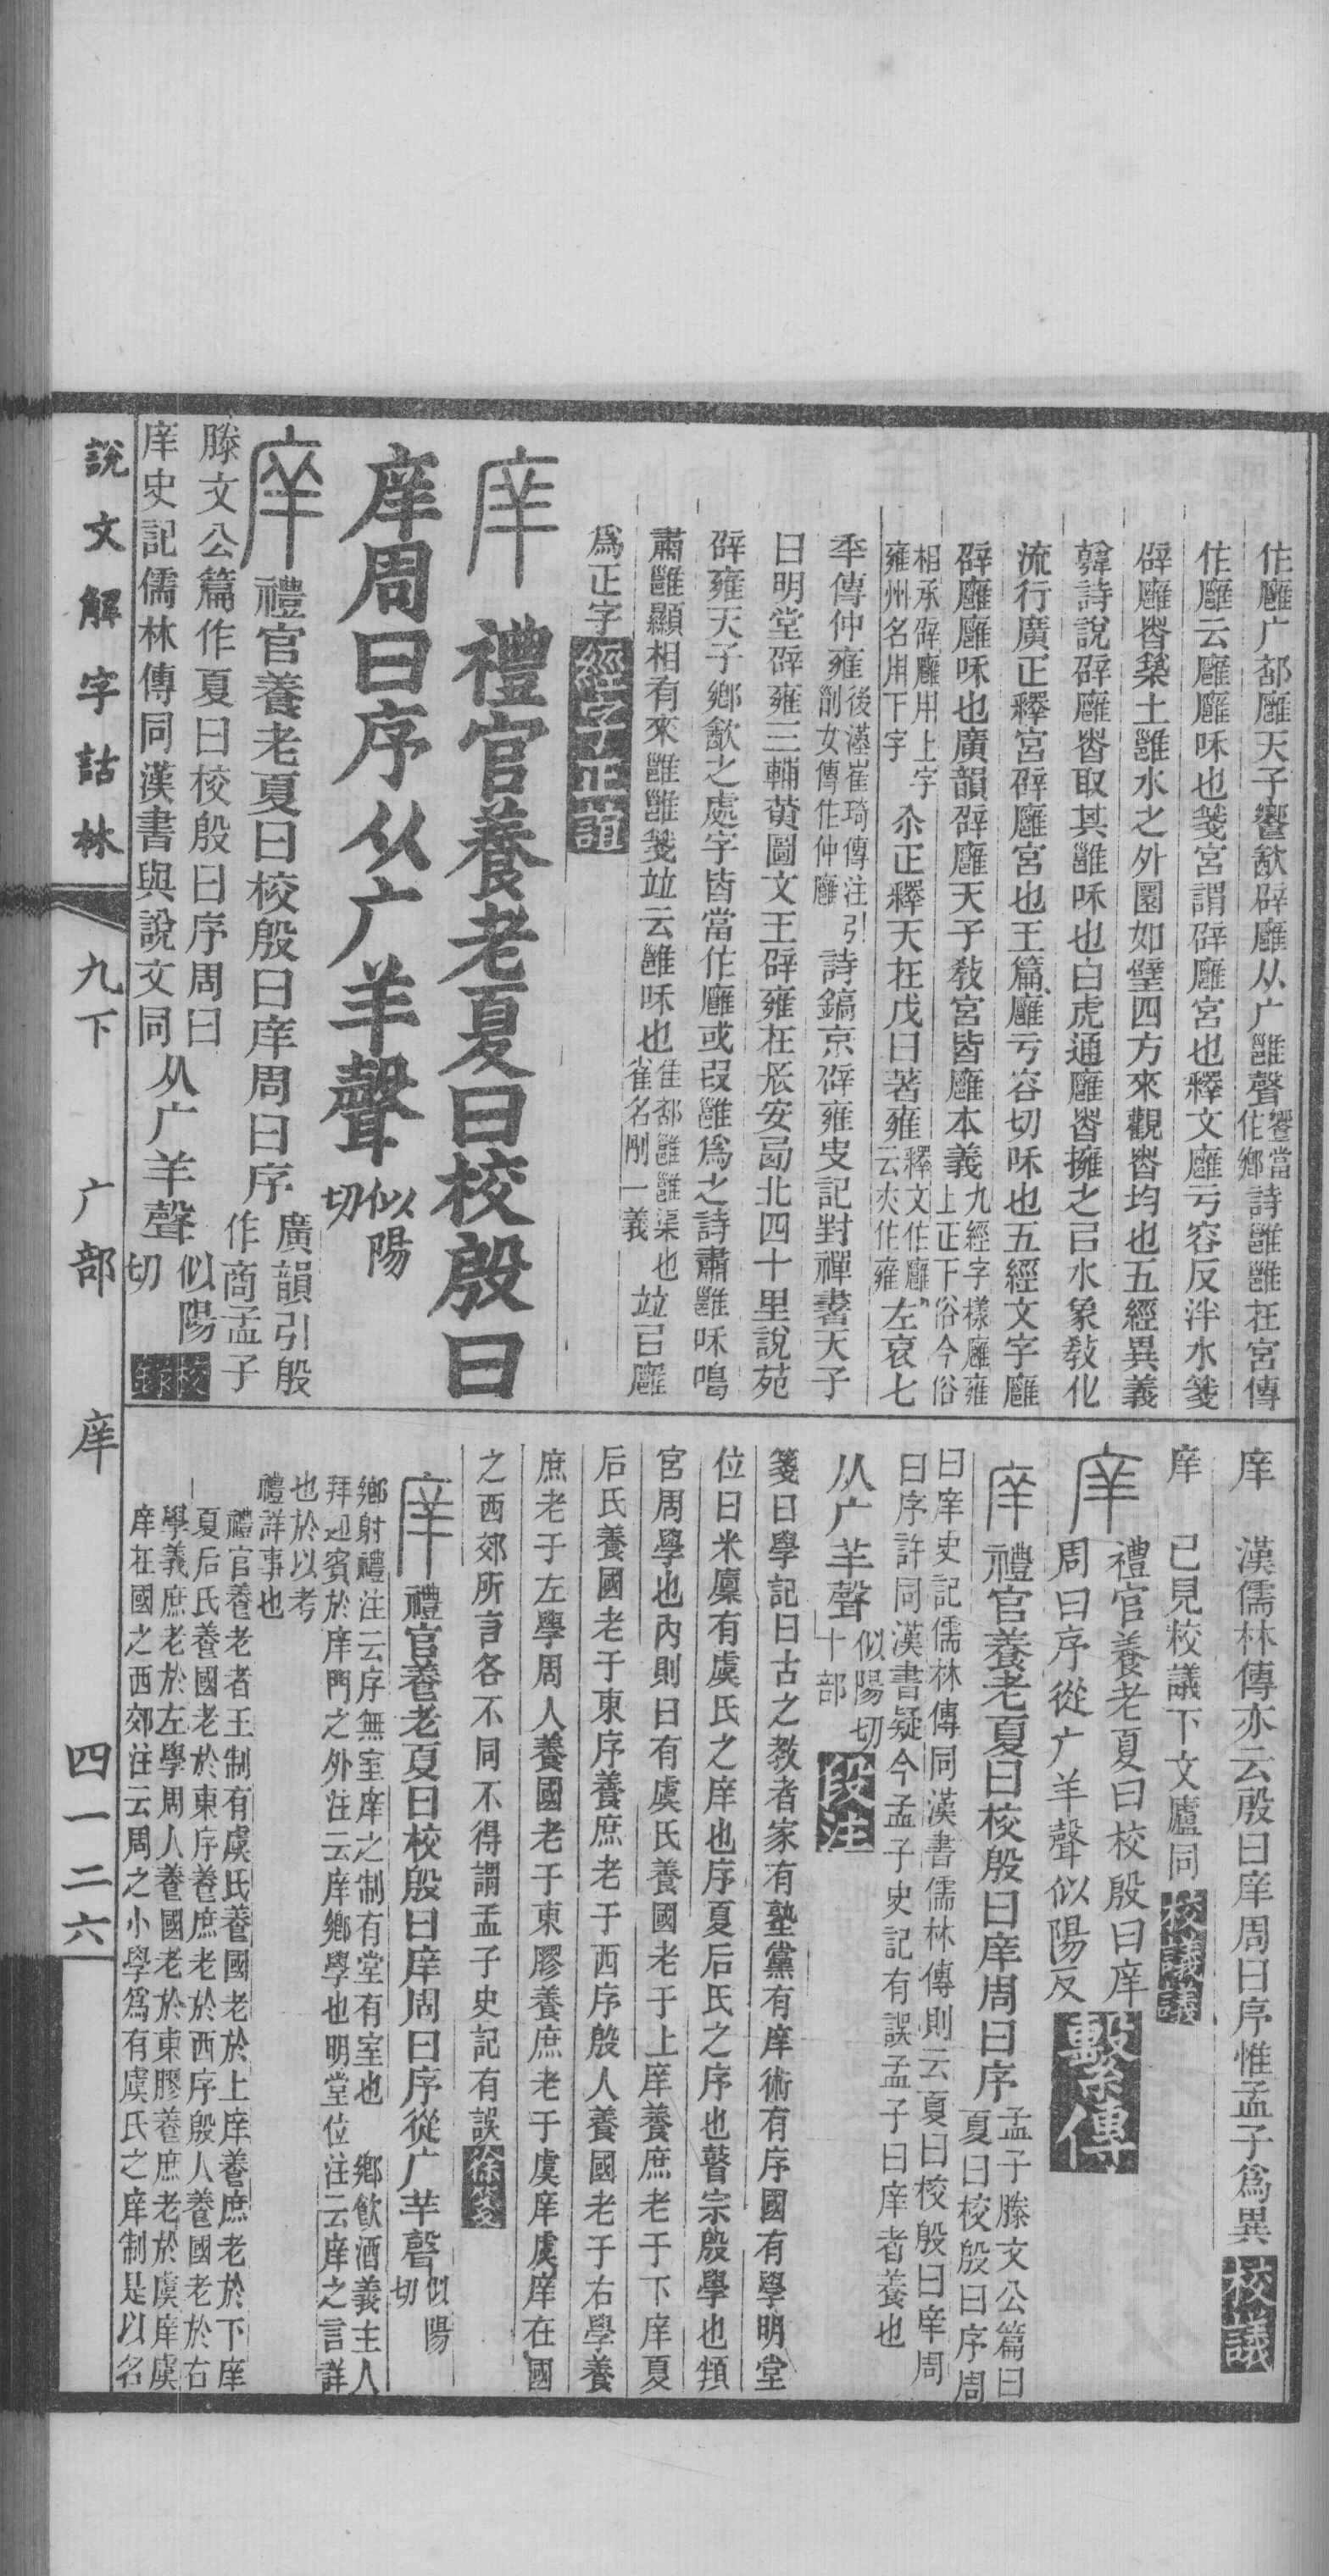 作廱广部廱天子饗㱃辟廱从广雝聲饗當作鄉詩雝雝在宮傳
作廱云廱廱和也箋宮謂辟廱宮也釋文廱亏容反泮水箋
辟廱者築土雝水之外圜如璧四方來觀者均也五經異義
韓詩說辟廱者取其雝和也白虎通廱者擁之㠯水象敎化
流行廣正釋宮辟廱宮也王篇廱亏容切和也五經文字廱
辟廱廱和也廣韻辟廱天子敎宮皆廱本義九經字樣廱雍上正下俗今俗
相承辟廱用上字雍州名用下字尒正釋天在戊曰著雍釋文作廱云夾作雍左哀七
年傳仲雍後漢崔琦傳注引列女傳作仲廱詩鎬京辟雍史記封禪書天子
曰明堂辟雍三輔黃圖文王辟雍在長安西北四十里說苑
辟雍天子鄉㱃之處字皆當作廱或叚雝爲之詩肅雝和鳴
肅雝顯相有來雝雝箋竝云雝和也隹部雝雝渠也雀名剛一義竝㠯廱
爲正字 經字正誼
庠 禮官養老夏曰校殷曰
庠周曰序从广羊聲似陽切
庠 禮官養老夏曰校殷曰庠周曰序廣韻引殷作商孟子
滕文公篇作夏曰校殷曰序周曰
庠史記儒林傳同漢書與說文同从广羊聲似陽切 校錄
庠 漢儒林傳亦云殷曰庠周曰序惟孟子爲異 校議
庠 已見校議下文廬同 校議議
庠 禮官養老夏曰校殷曰庠
周曰序從广羊聲似陽反 繫傳
庠 禮官養老夏曰校殷曰庠周曰序孟子滕文公篇曰夏曰校殷曰序周
曰庠史記儒林傳同漢書儒林傳則云夏曰校殷曰庠周
曰序許同漢書疑今孟子史記有誤孟子曰庠者養也
从广羊聲似陽切十部 段注
箋曰學記曰古之教者家有塾黨有庠術有序國有學明堂
位曰米廩有虞氏之庠也序夏后氏之序也瞽宗殷學也頖
宮周學也內則曰有虞氏養國老于上庠養庶老于下庠夏
后氏養國老于東序養庶老于西序殷人養國老于右學養
庶老于左學周人養國老于東膠養庶老于虞庠虞庠在國
之西郊所言各不同不得謂孟子史記有誤 徐箋
庠 禮官養老夏曰校殷曰庠周曰序從广羊聲似陽切
鄉射禮注云序無室庠之制有堂有室也 鄉飲酒義主人
拜迎賓於庠門之外注云庠鄉學也明堂位注云庠之言詳
也於以考
禮詳事也
禮官養老者王制有虞氏養國老於上庠養庶老於下庠
夏后氏養國老於東序養庶老於西序殷人養國老於右
學義庶老於左學周人養國老於東膠養庶老於虞庠虞
庠在國之西郊注云周之小學爲有虞氏之庠制是以名
說文解字詁林 九下 广部 庠 四一二六